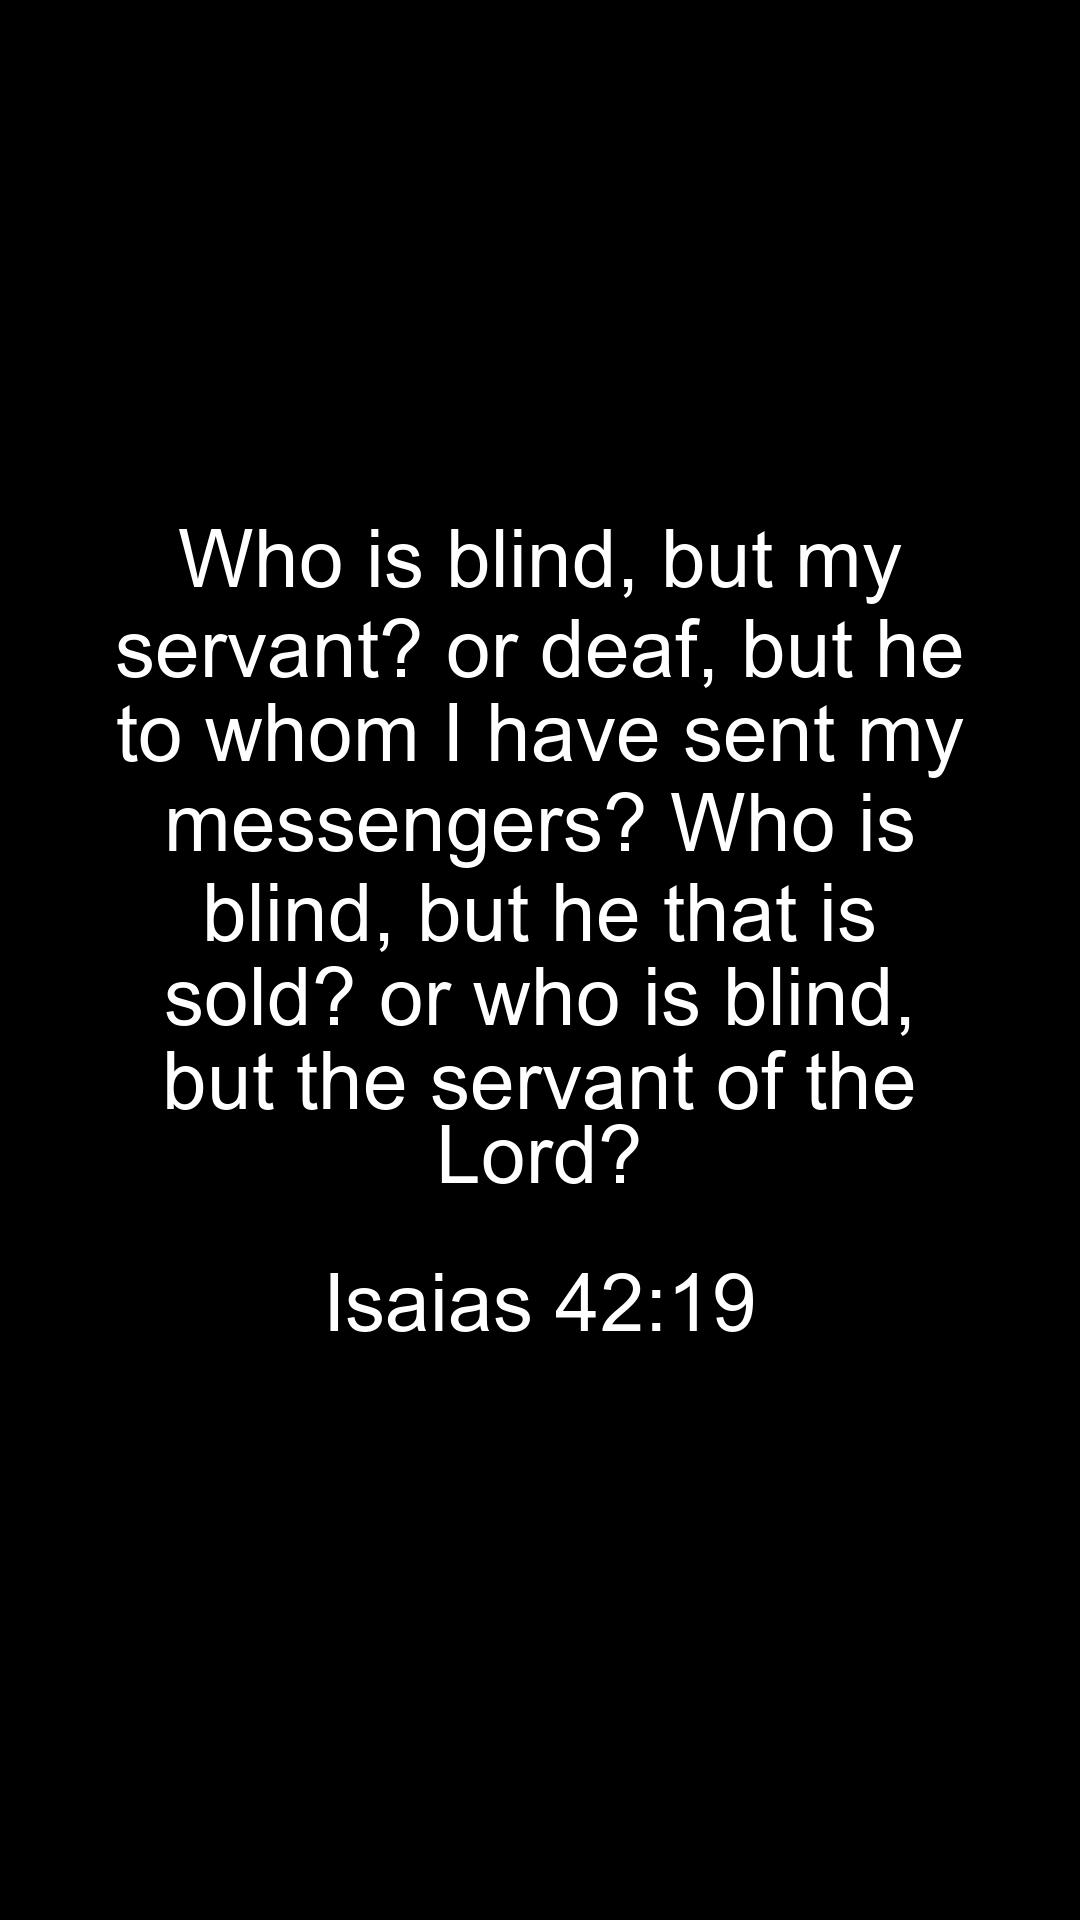 Who is blind, but my
servant? or deaf, but he
to whom I have sent my
messengers? Who is
blind, but he that is
sold? or who is blind,
but the servant of the
Lord?
Isaias 42:19